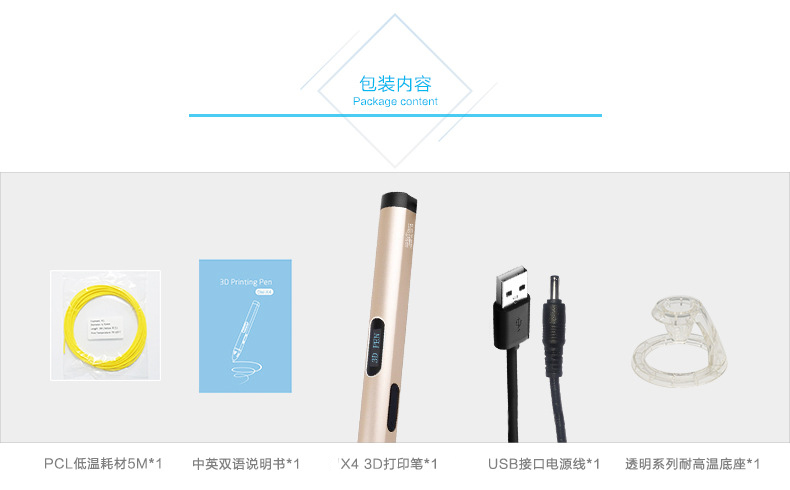 包装内容
Package content
3D Printing Pen
3D PEN
PCL低温耗材5M*1
中英双语说明书*1
X4 3D打印笔*1
USB接口电源线*1
透明系列耐高温底座*1